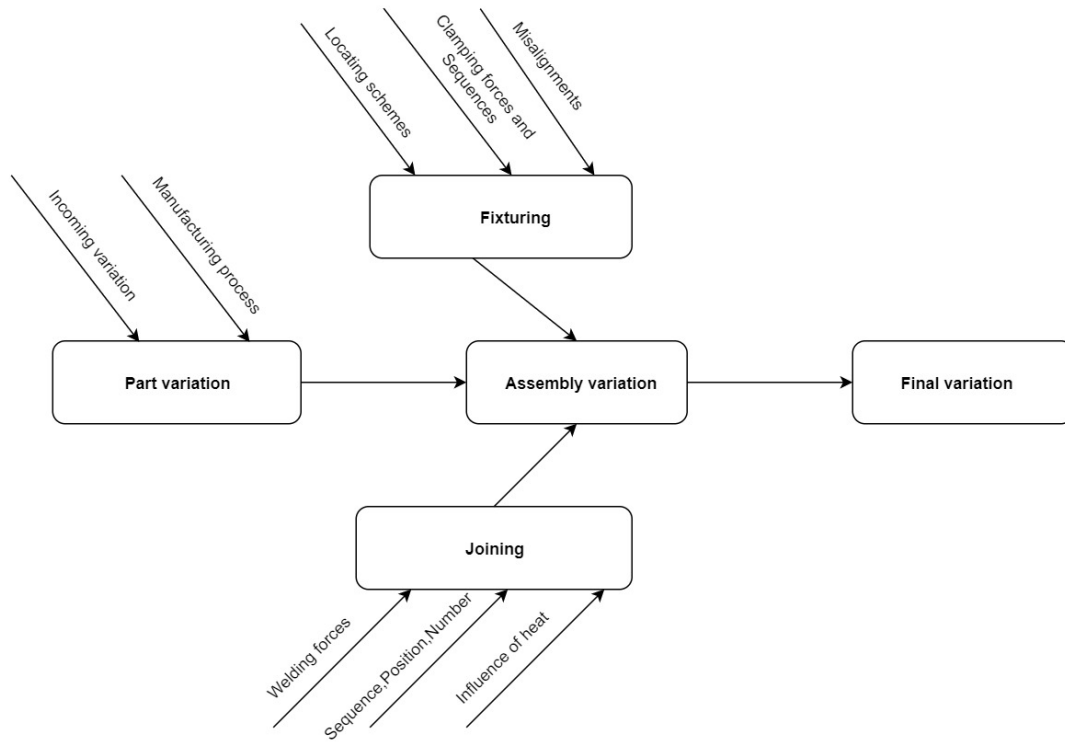 Locating schemes
Clamping forces and
Sequences
Misalignments
Incoming variation
Manufacturing process
Fixturing
Part variation
Assembly variation
Final variation
Joining
Welding forces
Sequence,Position,Number
Influence of heat